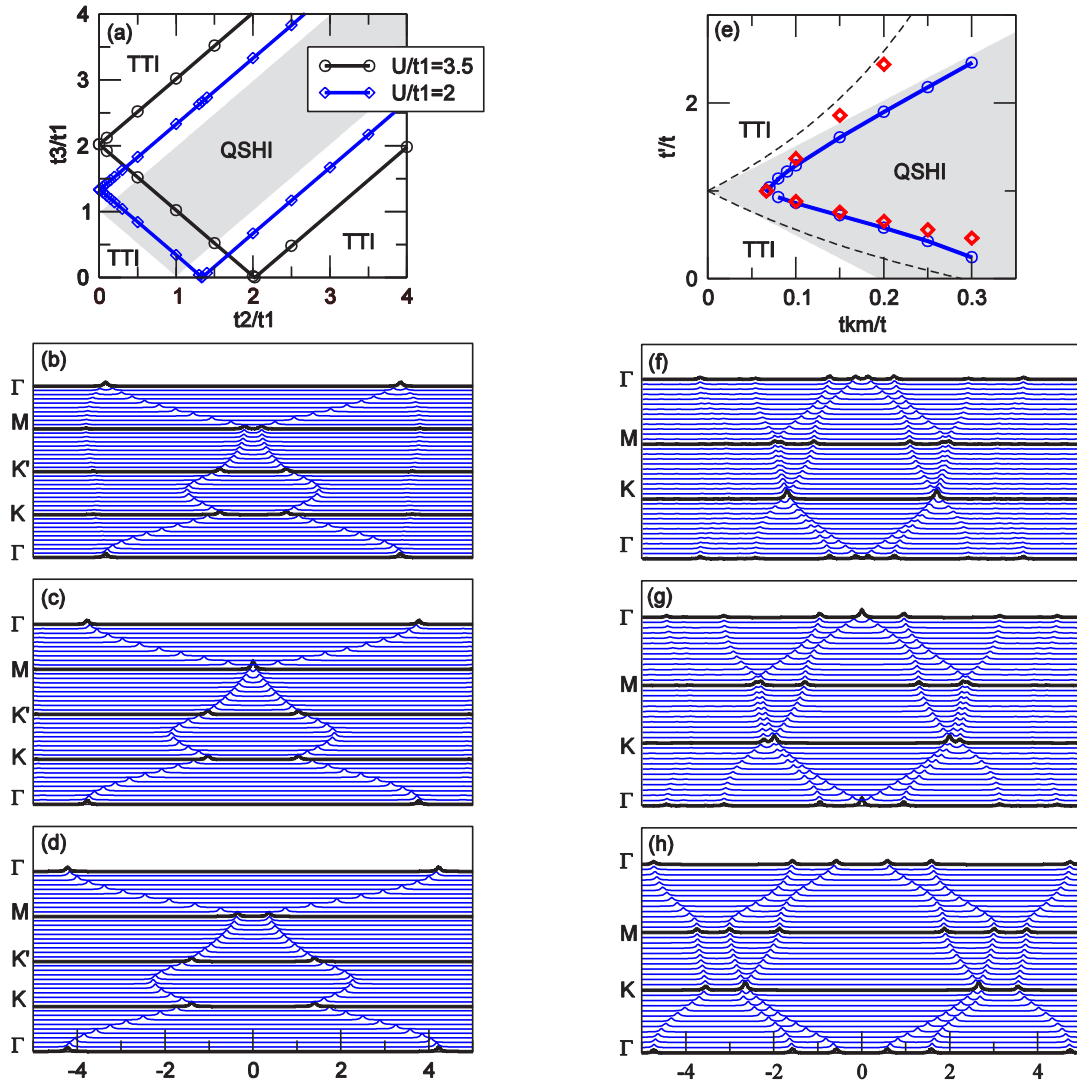 (a)
4
3
2
1
0
t3/t1
TTI
QSHI
TTI
TTI
0
1
2
3
4
t2/t1
U/t1=3.5
U/t1=2
(e)
2
0
t'/t
TTI
QSHI
TTI
0
0.1
0.2
0.3
tkm/t
(b)
Γ
M
K'
K
Γ
(f)
Γ
M
K
Γ
(c)
Γ
M
K'
K
Γ
(g)
Γ
M
K
Γ
(d)
Γ
M
K'
K
Γ
-4
-2
0
2
4
(h)
Γ
M
K
Γ
-4
-2
0
2
4